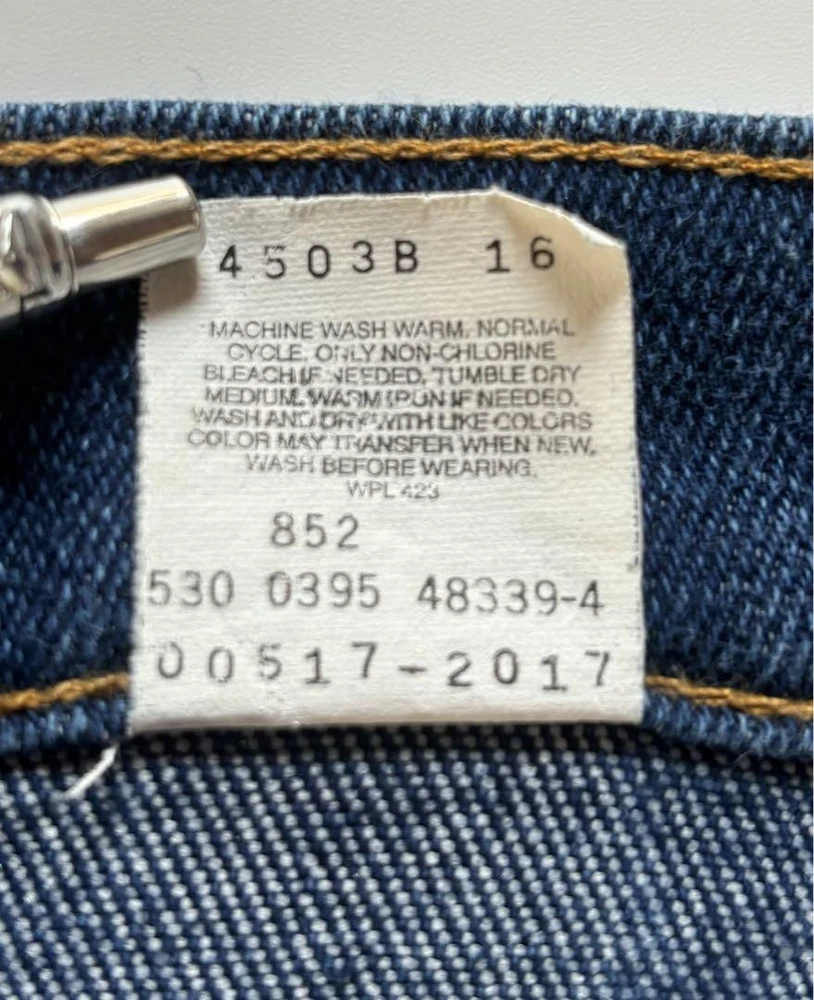 4503B 16
MACHINE WASH WARM, NORMAL
CYCLE. ONLY NON-CHLORINE
BLEACH IF NEEDED. TUMBLE DRY
MEDIUM. WARM IRON IF NEEDED.
WASH AND DRY WITH LIKE COLORS
COLOR MAY TRANSFER WHEN NEW.
WASH BEFORE WEARING.
WPL 423
852
530 0395 48339-4
00517-2017